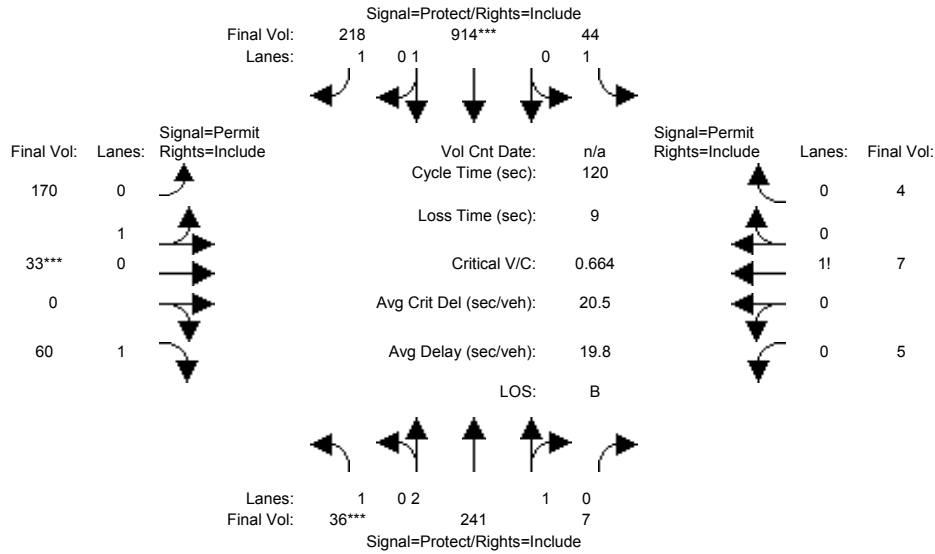 Signal=Protect/Rights=Include
Final Vol: 218 914*** 44
Lanes: 1 0 1 0 1
Signal=Permit
Final Vol: Lanes: Rights=Include
Vol Cnt Date: n/a
Signal=Permit
Rights=Include Lanes: Final Vol:
Cycle Time (sec): 120
170 0
0 4
Loss Time (sec): 9
1
0
33*** 0
Critical V/C: 0.664
1! 7
0
Avg Crit Del (sec/veh): 20.5
0
60 1
Avg Delay (sec/veh): 19.8
0 5
LOS: B
Lanes: 1 0 2 1 0
Final Vol: 36*** 241 7
Signal=Protect/Rights=Include